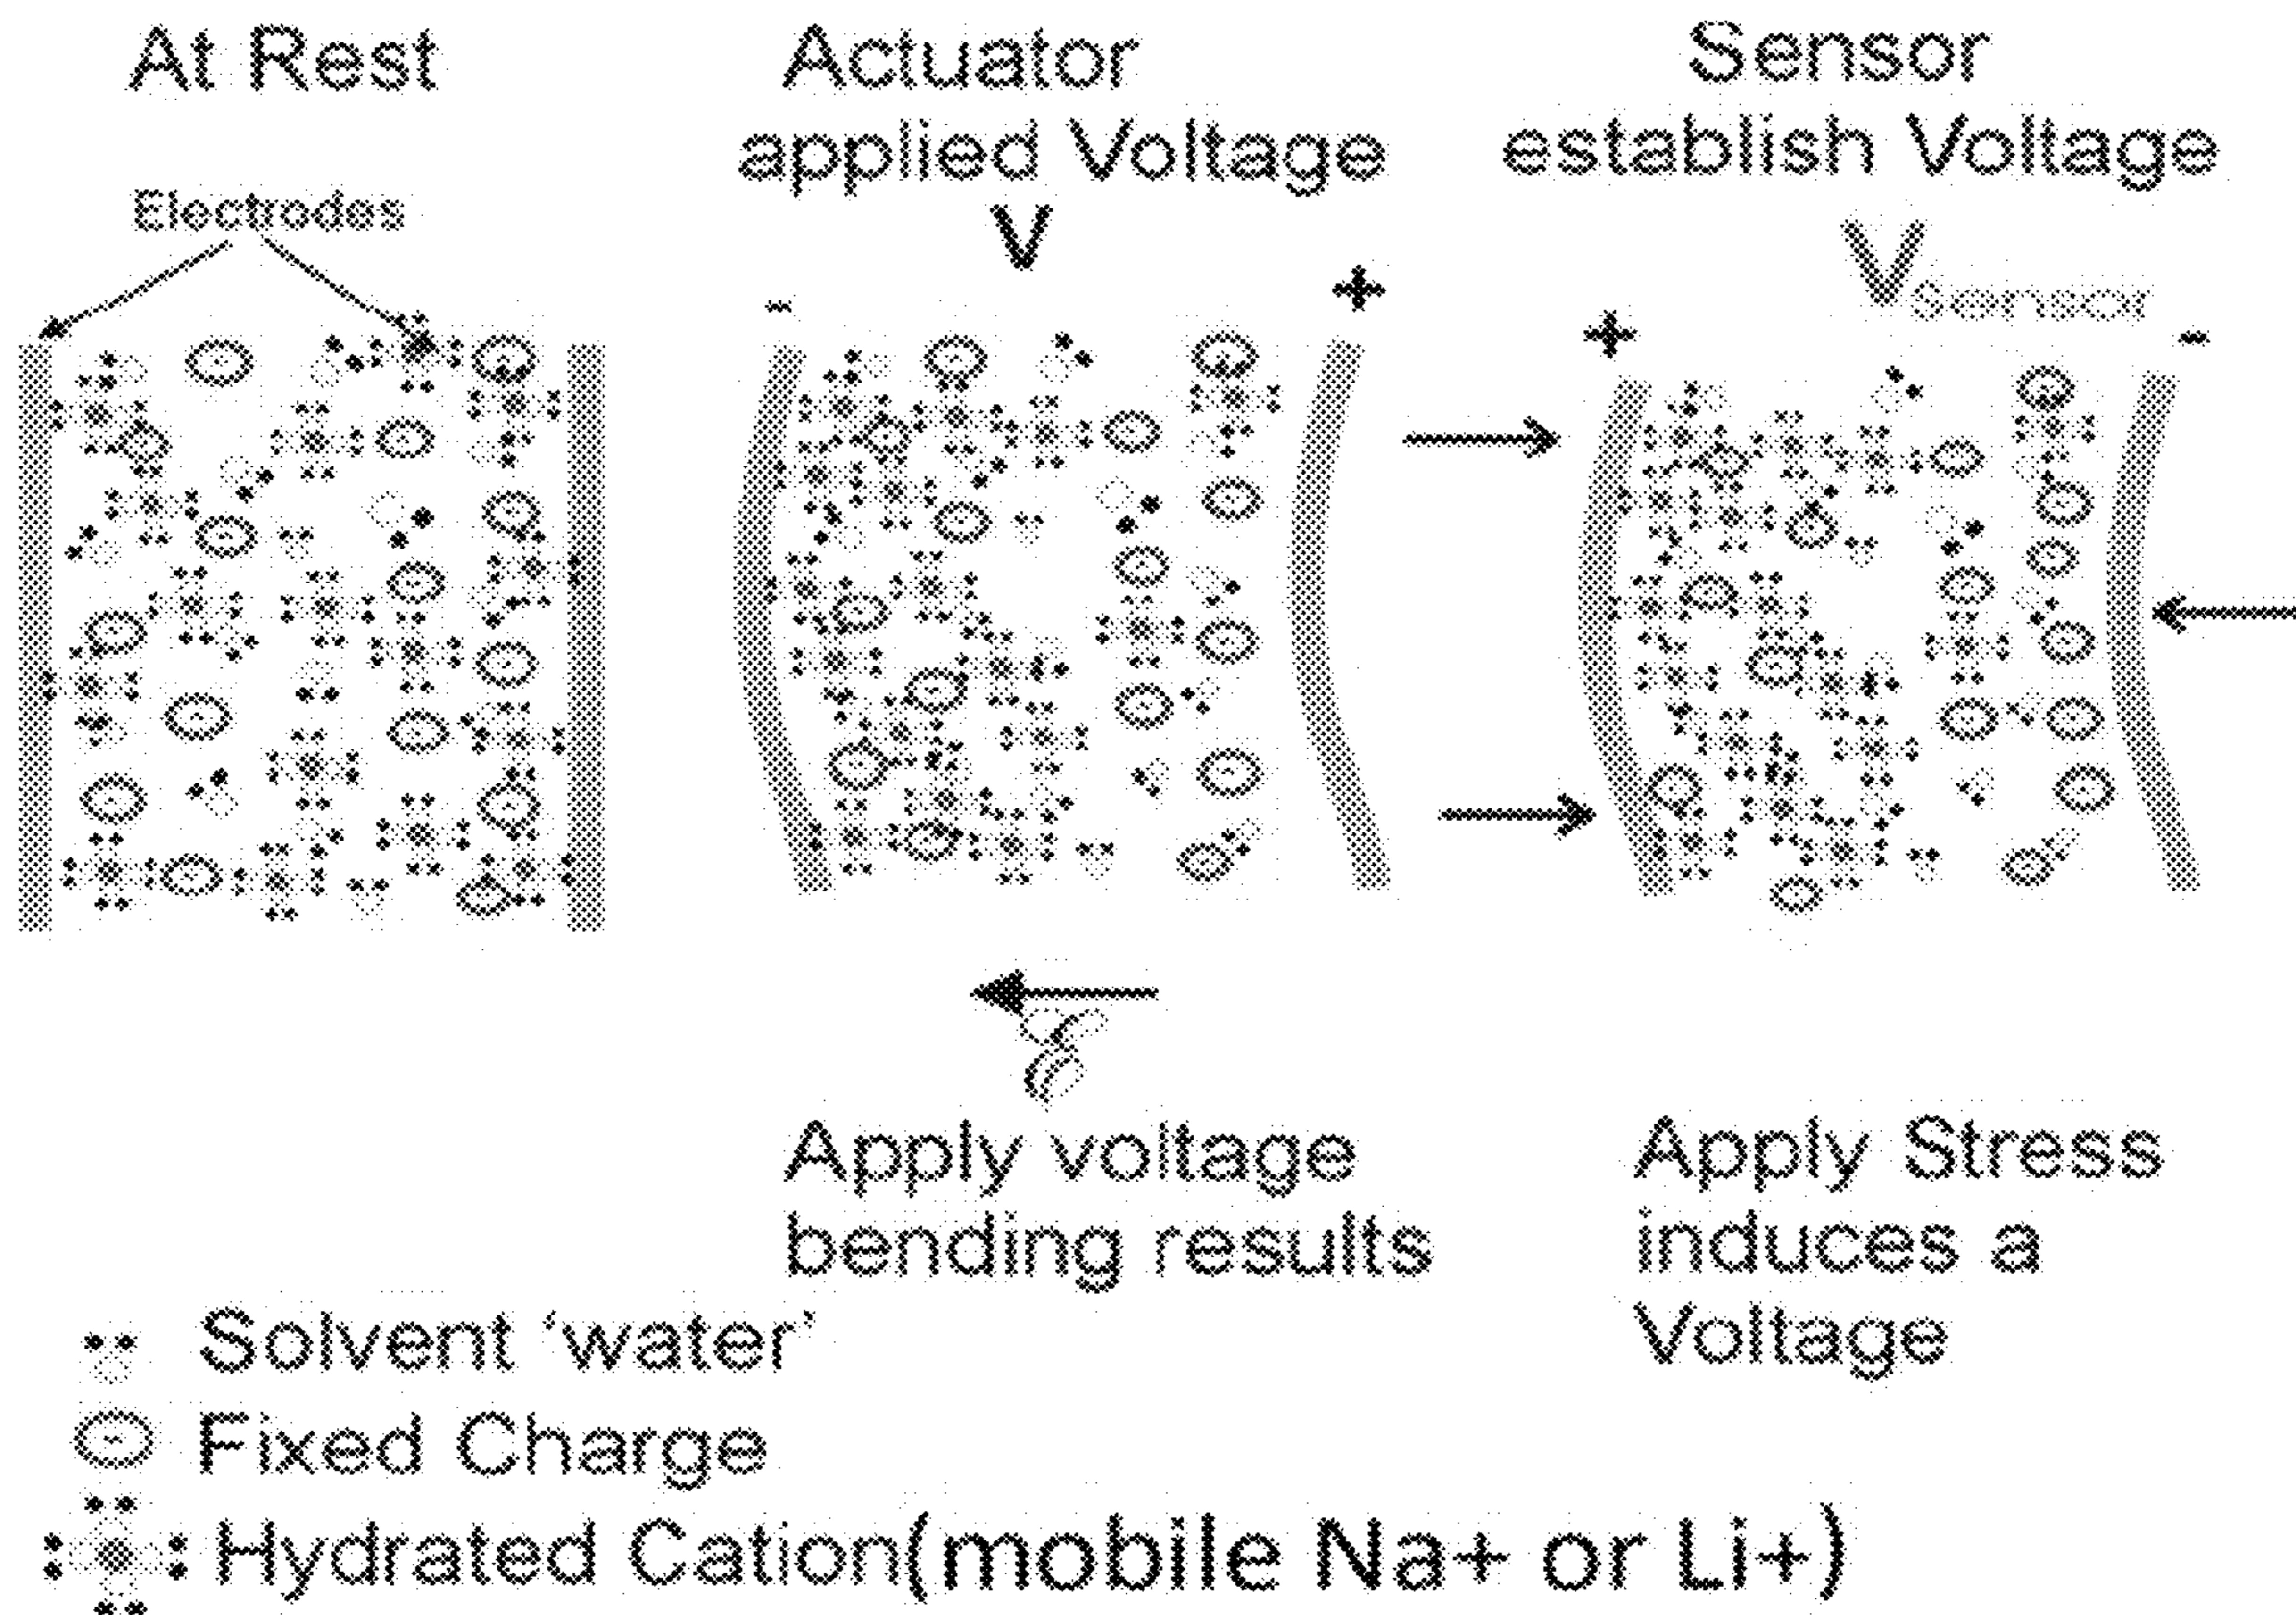 At Rest
Actuator
applied Voltage
V
Sensor
establish Voltage
V Sensor
Electrodes
- +
+ -
ℰ
Apply voltage
bending results
Apply Stress
induces a
Voltage
Solvent ‘water’
Fixed Charge
Hydrated Cation(mobile Na+ or Li+)